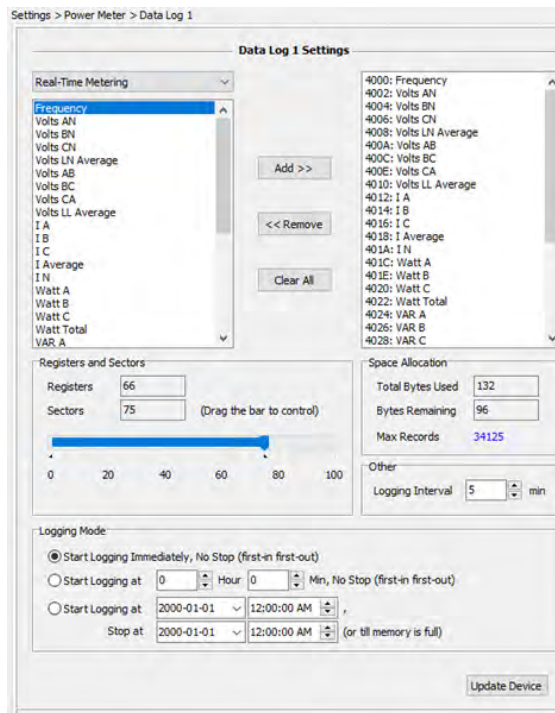 Settings > Power Meter > Data Log 1
Data Log 1 Settings
Real-Time Metering
Frequency
Volts AN
Volts BN
Volts CN
Volts LN Average
Volts AB
Volts BC
Volts CA
Volts LL Average
I A
I B
I C
I Average
I N
Watt A
Watt B
Watt C
Watt Total
VAR A
Add >>
<< Remove
Clear All
4000: Frequency
4002: Volts AN
4004: Volts BN
4006: Volts CN
4008: Volts LN Average
400A: Volts AB
400C: Volts BC
400E: Volts CA
4010: Volts LL Average
4012: I A
4014: I B
4016: I C
4018: I Average
401A: I N
401C: Watt A
401E: Watt B
4020: Watt C
4022: Watt Total
4024: VAR A
4026: VAR B
4028: VAR C
Registers and Sectors
Registers 66
Sectors 75 (Drag the bar to control)
0 20 40 60 80 100
Space Allocation
Total Bytes Used 132
Bytes Remaining 96
Max Records 34125
Other
Logging Interval 5 min
Logging Mode
Start Logging Immediately, No Stop (first-in first-out)
Start Logging at 0 Hour 0 Min, No Stop (first-in first-out)
Start Logging at 2000-01-01 12:00:00 AM ,
Stop at 2000-01-01 12:00:00 AM (or till memory is full)
Update Device